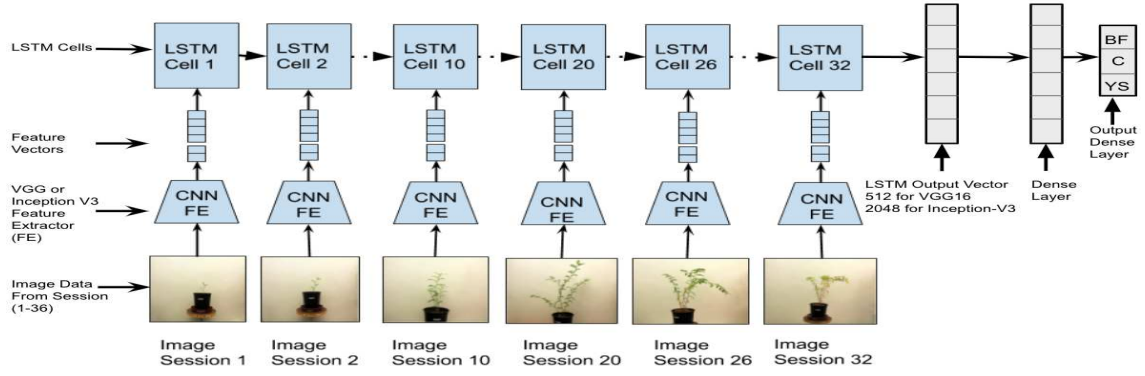 LSTM Cells
LSTM
Cell 1
LSTM
Cell 2
LSTM
Cell 10
LSTM
Cell 20
LSTM
Cell 26
LSTM
Cell 32
BF
C
YS
Output
Dense
Layer
Feature
Vectors
VGG or
Inception V3
Feature
Extractor
(FE)
CNN
FE
CNN
FE
CNN
FE
CNN
FE
CNN
FE
CNN
FE
LSTM Output Vector
512 for VGG16
2048 for Inception-V3
Dense
Layer
Image Data
From Session
(1-36)
Image
Session 1
Image
Session 2
Image
Session 10
Image
Session 20
Image
Session 26
Image
Session 32